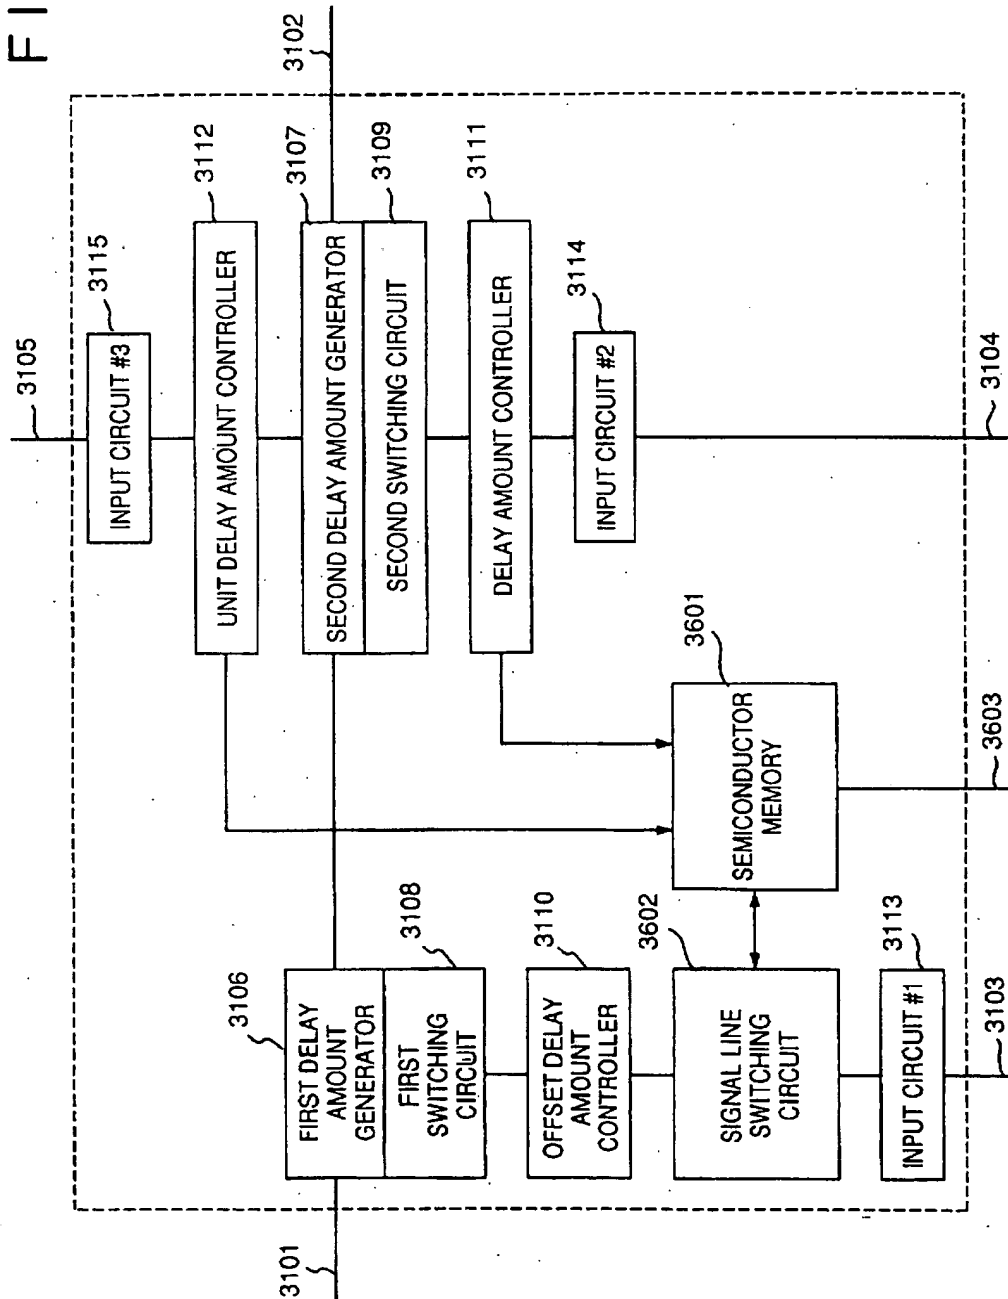 F I
3105
3115
INPUT CIRCUIT #3
3112
UNIT DELAY AMOUNT CONTROLLER
3102
3107
SECOND DELAY AMOUNT GENERATOR
3109
SECOND SWITCHING CIRCUIT
3111
DELAY AMOUNT CONTROLLER
3114
INPUT CIRCUIT #2
3104
3101
3106
FIRST DELAY
AMOUNT
GENERATOR
3108
FIRST
SWITCHING
CIRCUIT
3110
OFFSET DELAY
AMOUNT
CONTROLLER
3602
SIGNAL LINE
SWITCHING
CIRCUIT
3601
SEMICONDUCTOR
MEMORY
3113
INPUT CIRCUIT #1
3103
3603